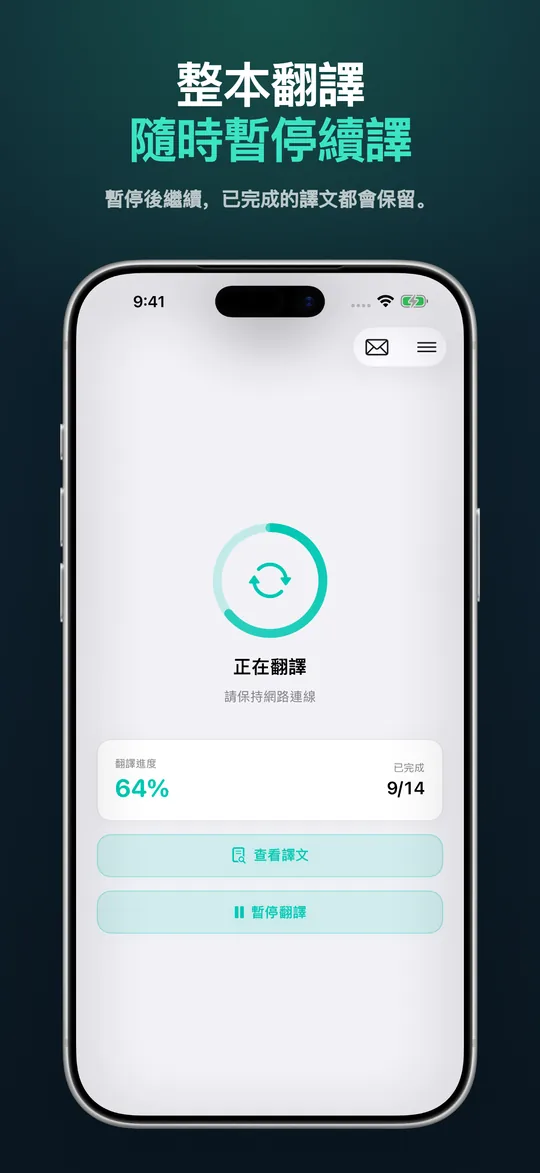 整本翻譯
隨時暫停續譯
暫停後繼續，已完成的譯文都會保留。
9:41
正在翻譯
請保持網路連線
翻譯進度
已完成
64%
9/14
查看譯文
暫停翻譯